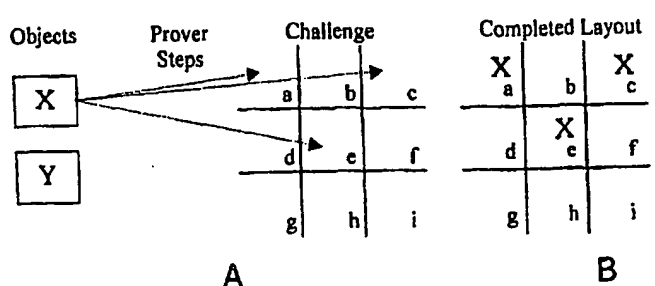 Objects
Prover
Steps
Challenge
Completed Layout
X
Y
a b c
d e f
g h i
X X
a b c
X
d e f
g h i
A
B